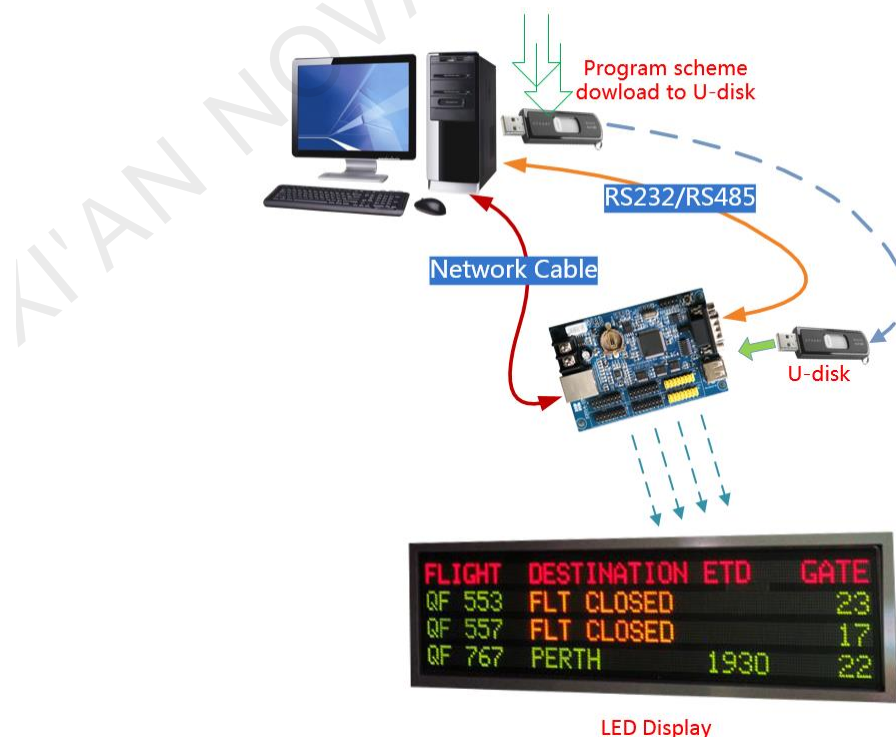 XI'AN NOVA
Program scheme
dowload to U-disk
RS232/RS485
Network Cable
U-disk
FLIGHT DESTINATION ETD GATE
QF 553 FLT CLOSED 23
QF 557 FLT CLOSED 17
QF 767 PERTH 1930 22
LED Display